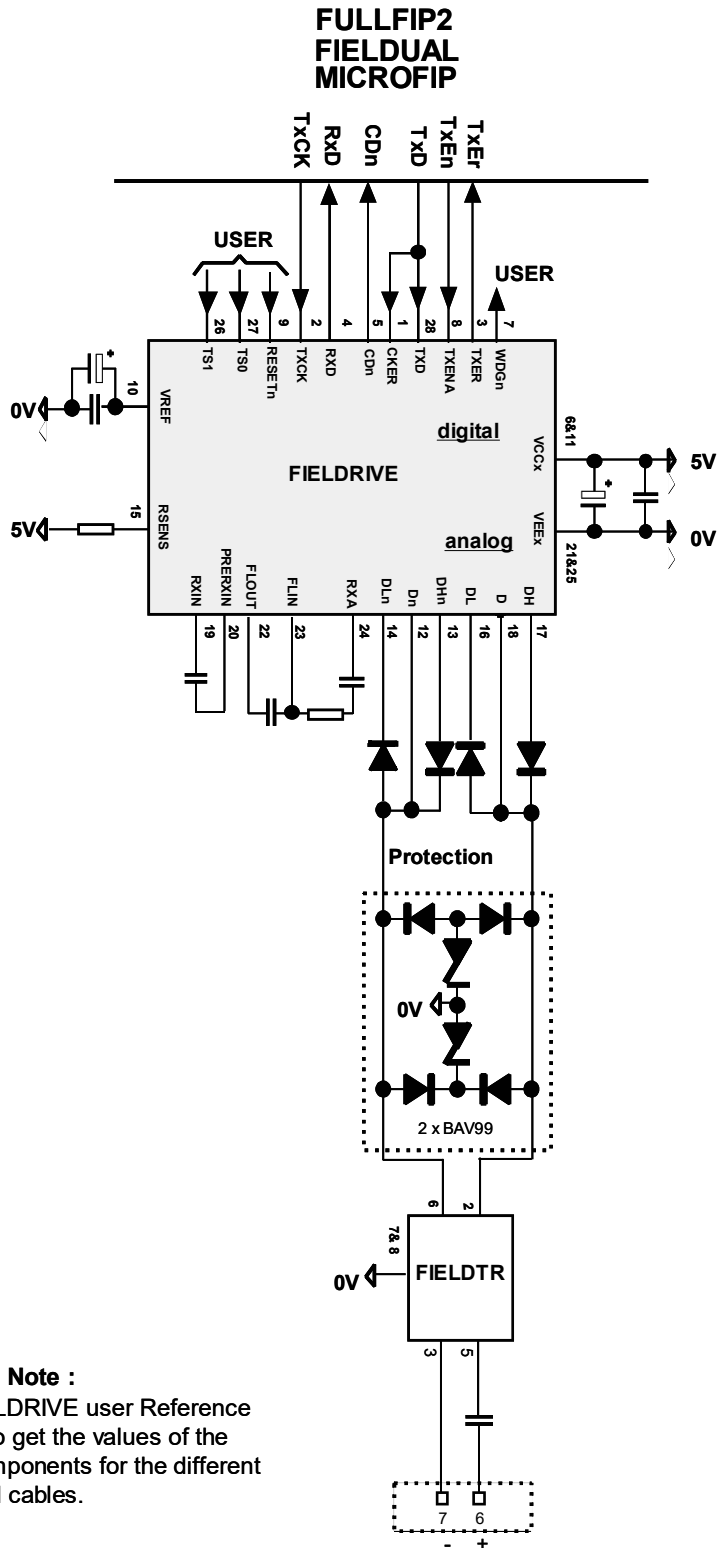 FULLFIP2
FIELDUAL
MICROFIP
TxCK
RxD
CDn
TxD
TxEn
TxEr
USER
USER
26
27
9
2
4
5
1
28
8
3
7
TS1
TS0
RESETn
TXCK
RXD
CDn
CKER
TXD
TXENA
TXER
WDGn
+
0V
10
VREF
digital
6&11
VCCx
5V
FIELDRIVE
+
5V
15
RSENS
analog
VEEx
21&25
0V
RXIN
PRERXIN
FLOUT
FLIN
RXA
DLn
Dn
DHn
DL
D
DH
19
20
22
23
24
14
12
13
16
18
17
Protection
0V
2 x BAV99
6
2
7& 8
0V
FIELDTR
3
5
Note :
LDRIVE user Reference
o get the values of the
mponents for the different
cables.
7
6
-
+